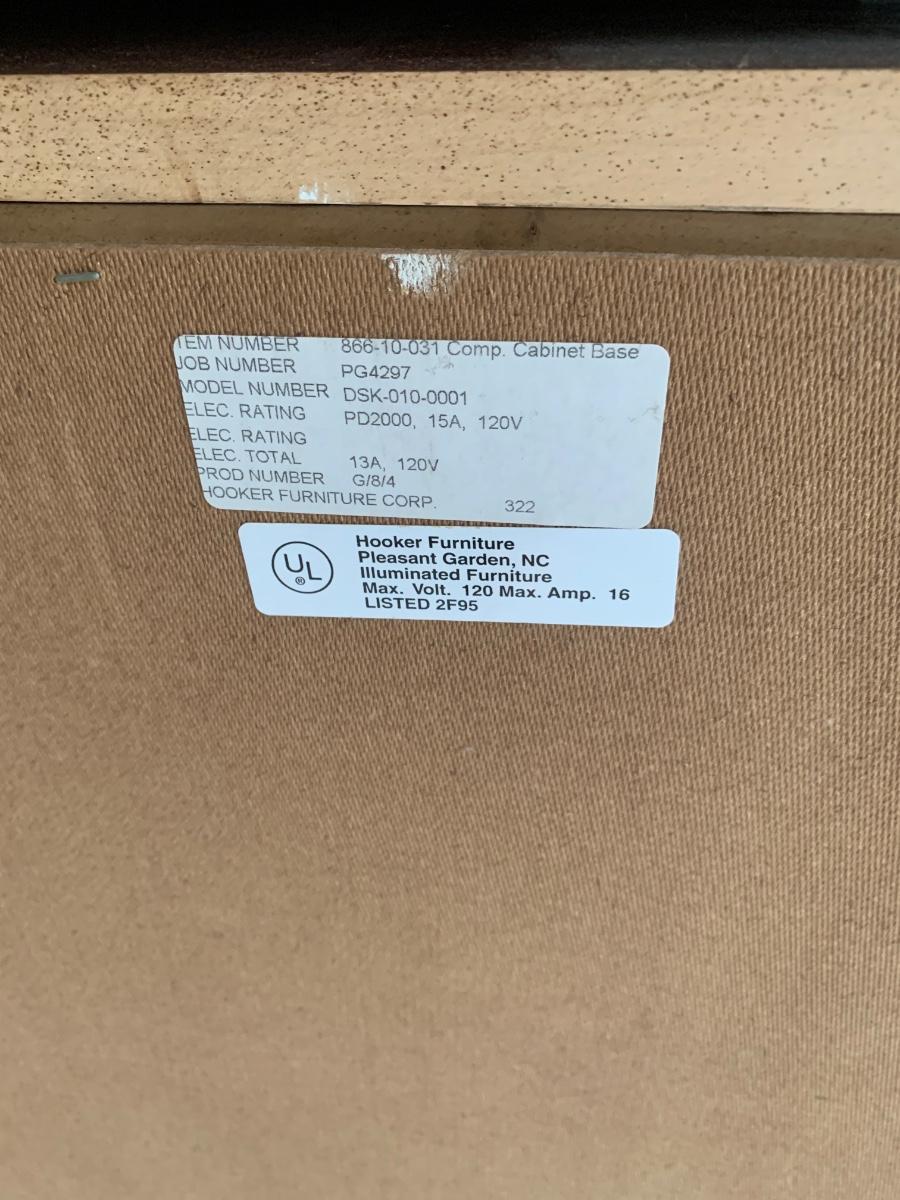 TEM NUMBER 866-10-031 Comp. Cabinet Base
JOB NUMBER PG4297
MODEL NUMBER DSK-010-0001
ELEC. RATING PD2000, 15A, 120V
ELEC. RATING
ELEC. TOTAL 13A, 120V
PROD NUMBER G/8/4
HOOKER FURNITURE CORP. 322
UL ®
Hooker Furniture
Pleasant Garden, NC
Illuminated Furniture
Max. Volt. 120 Max. Amp. 16
LISTED 2F95